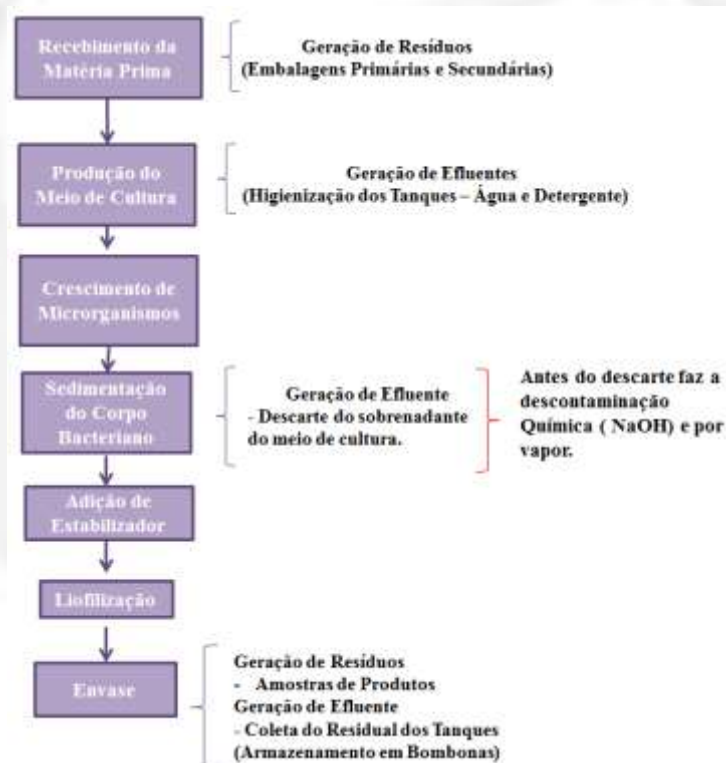 Recebimento da
Matéria Prima
Geração de Resíduos
(Embalagens Primárias e Secundárias)
Produção do
Meio de Cultura
Geração de Efluentes
(Higienização dos Tanques – Água e Detergente)
Crescimento de
Microrganismos
Sedimentação
do Corpo
Bacteriano
Geração de Efluente
- Descarte do sobrenadante
do meio de cultura.
Antes do descarte faz a
descontaminação
Química ( NaOH) e por
vapor.
Adição de
Estabilizador
Liofilização
Envase
Geração de Resíduos
- Amostras de Produtos
Geração de Efluente
- Coleta do Residual dos Tanques
(Armazenamento em Bombonas)